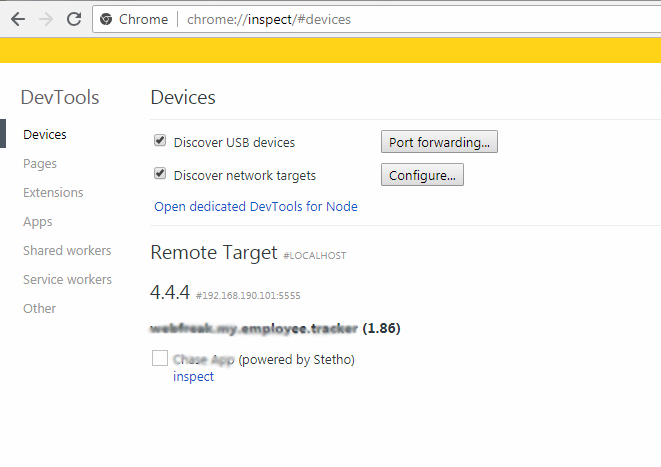 Chrome chrome://inspect/#devices
DevTools
Devices
Pages
Extensions
Apps
Shared workers
Service workers
Other
Devices
Discover USB devices Port forwarding...
Discover network targets Configure...
Open dedicated DevTools for Node
Remote Target #LOCALHOST
4.4.4 #192.168.190.101:5555
webfreak.my.employee.tracker (1.86)
Chase App (powered by Stetho)
inspect